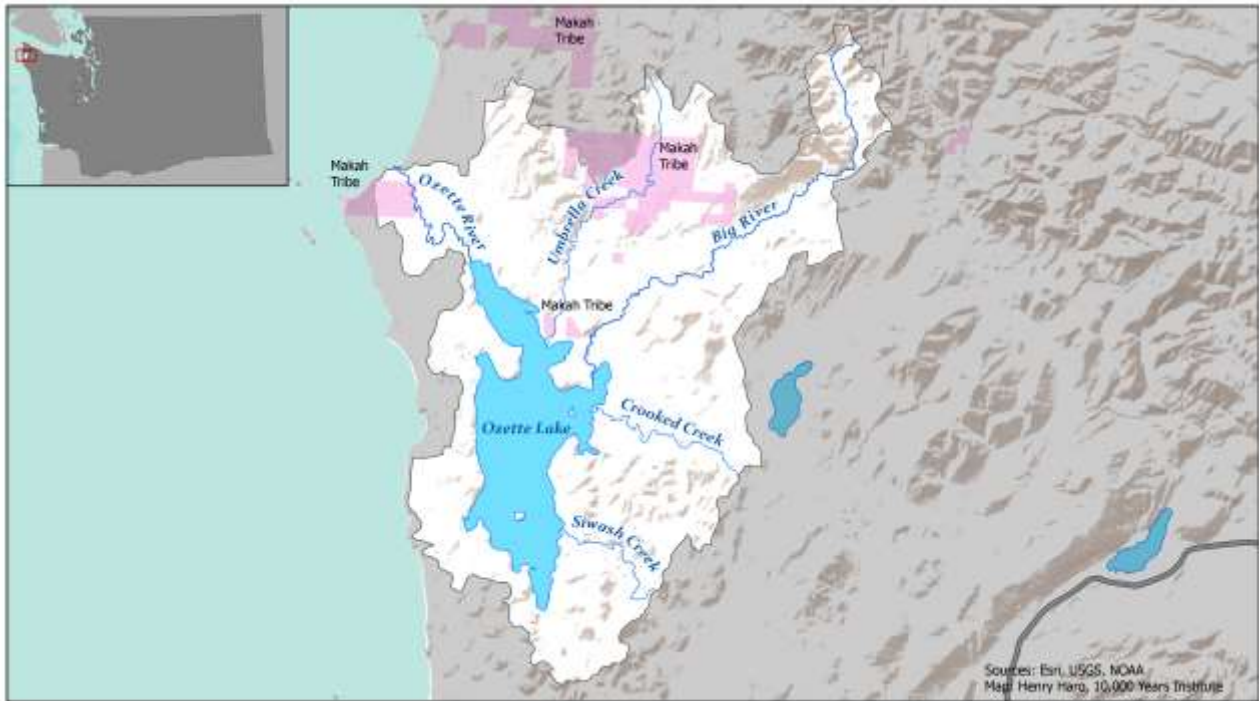 Makah
Tribe
Makah
Tribe
Makah
Tribe
Ozette River
Umbrella Creek
Big River
Makah Tribe
Crooked Creek
Ozette Lake
Siwash Creek
Sources: Esri, USGS, NOAA
Map: Henry Haro, 10,000 Years Institute